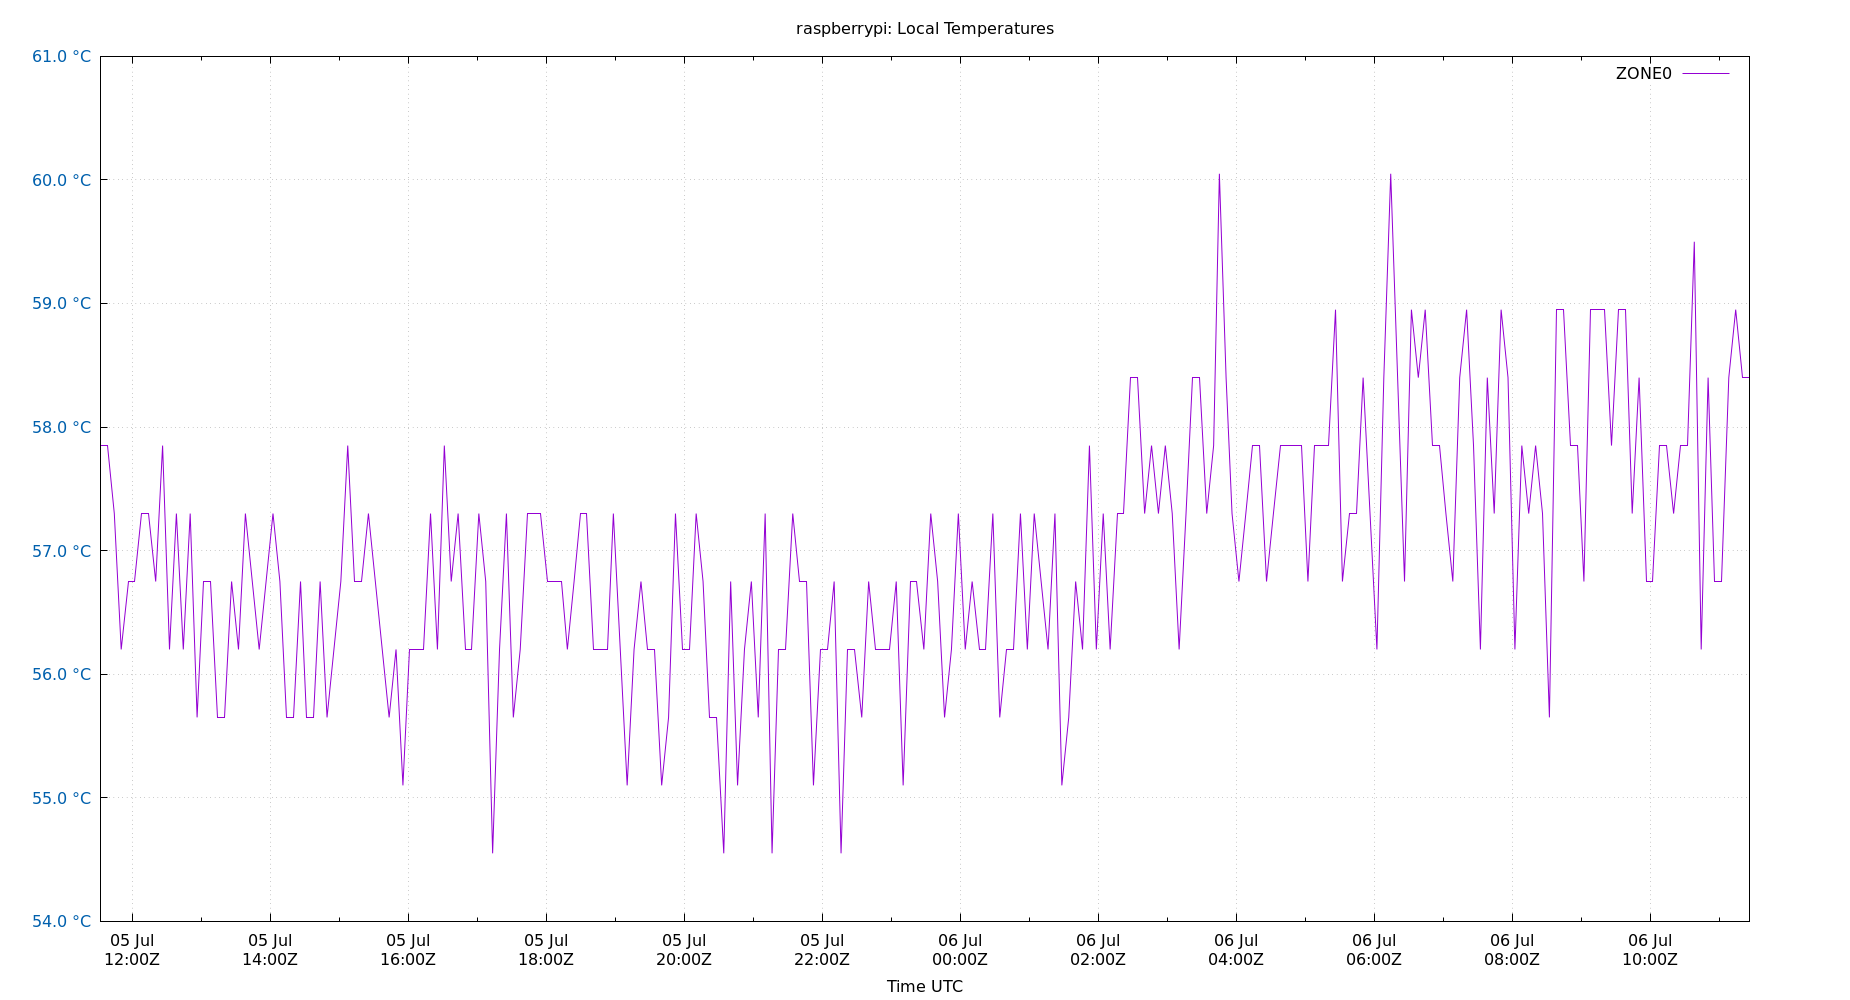 raspberrypi: Local Temperatures
ZONE0
61.0 °C
60.0 °C
59.0 °C
58.0 °C
57.0 °C
56.0 °C
55.0 °C
54.0 °C
05 Jul 05 Jul 05 Jul 05 Jul 05 Jul 05 Jul 06 Jul 06 Jul 06 Jul 06 Jul 06 Jul 06 Jul
12:00Z 14:00Z 16:00Z 18:00Z 20:00Z 22:00Z 00:00Z 02:00Z 04:00Z 06:00Z 08:00Z 10:00Z
Time UTC